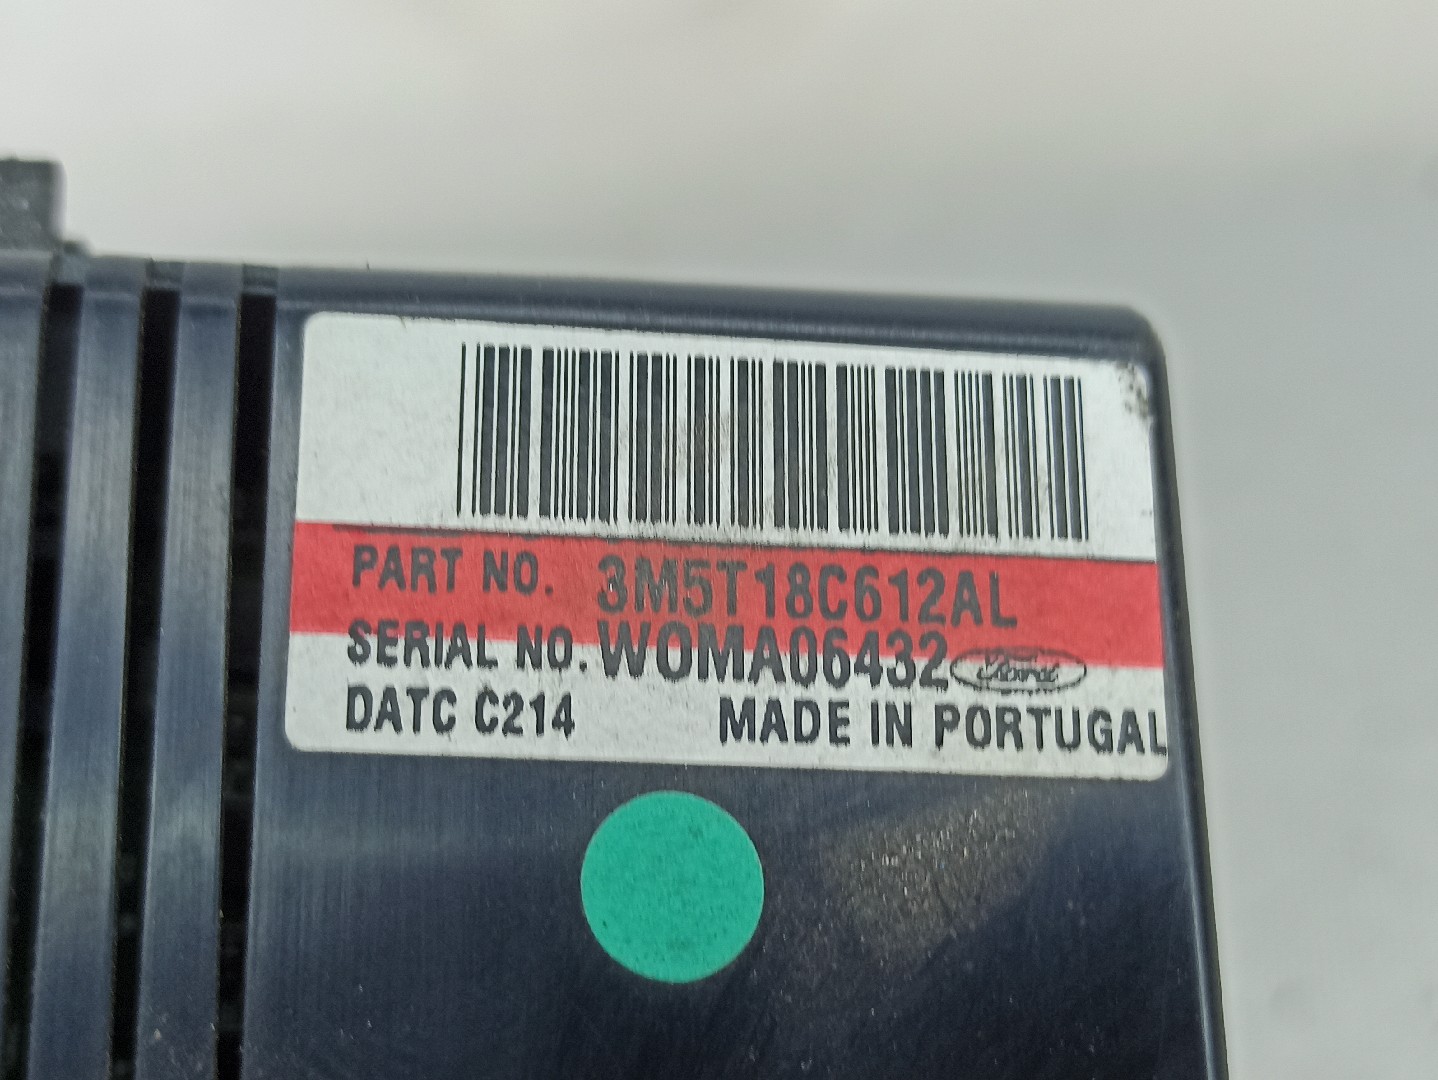 PART NO. 3M5T18C612AL
SERIAL NO. WOMA06432 Ford
DATC C214 MADE IN PORTUGAL